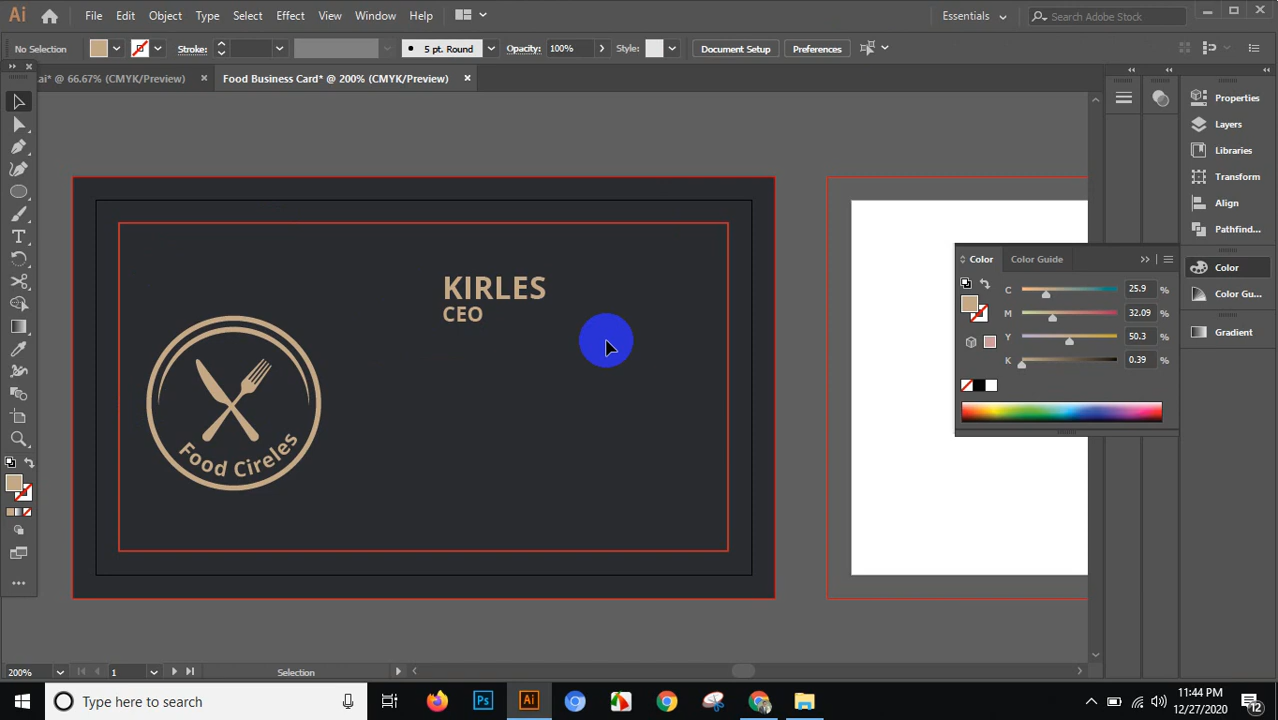 Ai
File Edit Object Type Select Effect View Window Help
Essentials
Search Adobe Stock
No Selection
Stroke:
5 pt. Round
Opacity: 100%
Style:
Document Setup
Preferences
ai* @ 66.67% (CMYK/Preview)
Food Business Card* @ 200% (CMYK/Preview)
Properties
Layers
Libraries
Transform
Align
Pathfind...
Color
Color Gu...
Gradient
Color Color Guide
C 25.9 %
M 32.09 %
Y 50.3 %
K 0.39 %
KIRLES
CEO
Food Cireles
200%
1
Selection
Type here to search
Ps
Ai
11:44 PM
12/27/2020
12